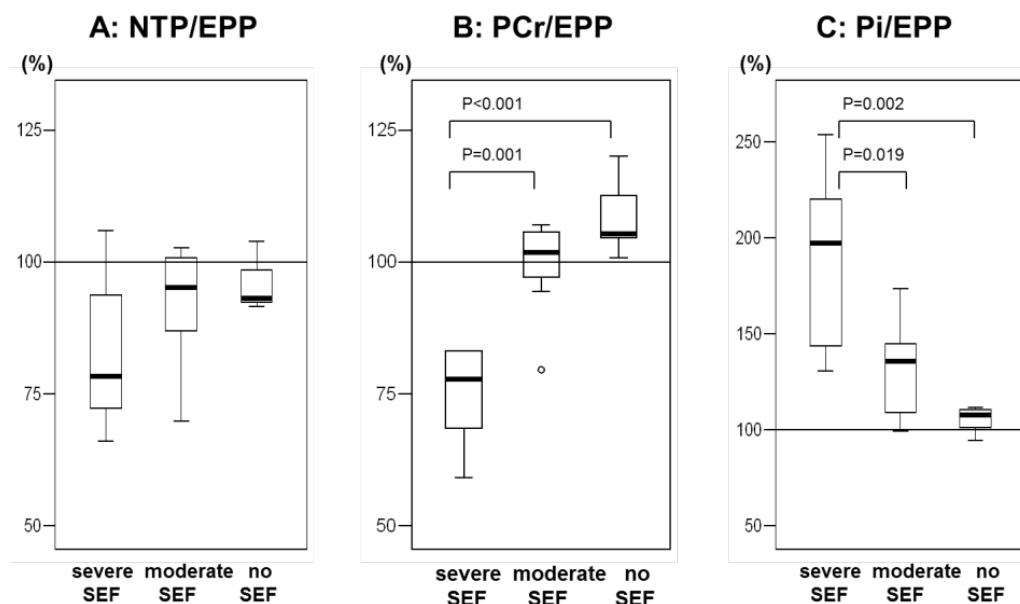 A: NTP/EPP
(%)
125
100
75
50
severe moderate no
SEF SEF SEF
B: PCr/EPP
(%)
P<0.001
125
P=0.001
100
75
50
severe moderate no
SEF SEF SEF
C: Pi/EPP
(%)
P=0.002
250
P=0.019
200
150
100
50
severe moderate no
SEF SEF SEF